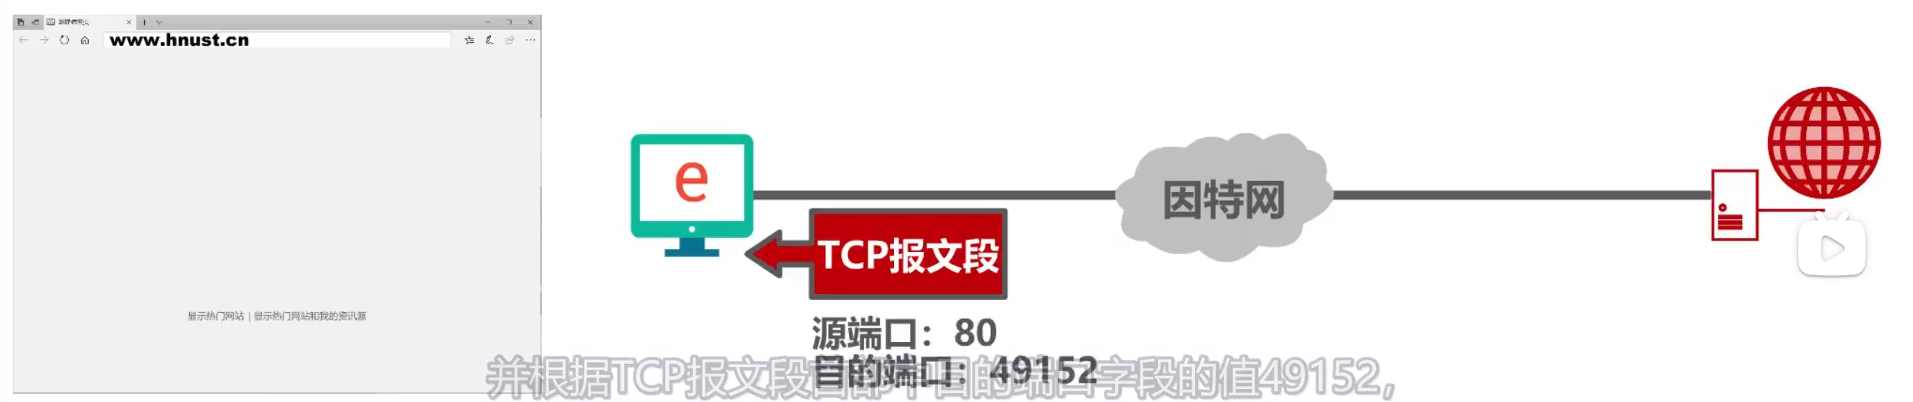 www.hnust.cn
显示热门网站 | 显示热门网站和我的资讯源
e
因特网
TCP报文段
源端口：80
目的端口：49152
并根据TCP报文段首部中目的端口字段的值49152，